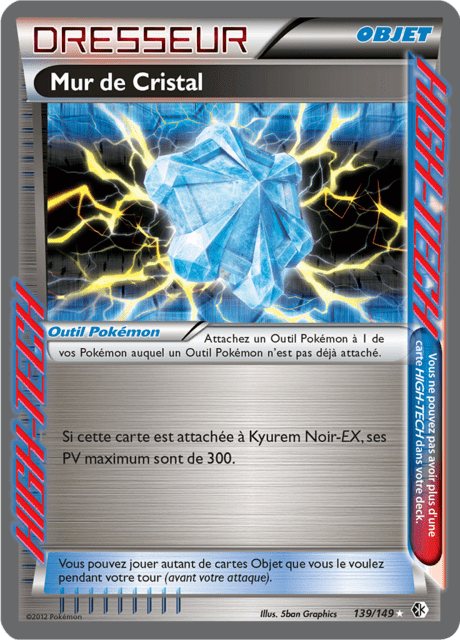 DRESSEUR
OBJET
Mur de Cristal
HIGH-TECH
Outil Pokémon
Attachez un Outil Pokémon à 1 de
vos Pokémon auquel un Outil Pokémon n'est pas déjà attaché.
HIGH-TECH
Vous ne pouvez pas avoir plus d'une
carte HIGH-TECH dans votre deck.
Si cette carte est attachée à Kyurem Noir-EX, ses
PV maximum sont de 300.
Vous pouvez jouer autant de cartes Objet que vous le voulez
pendant votre tour (avant votre attaque).
©2012 Pokémon
Illus. 5ban Graphics
139/149 ★